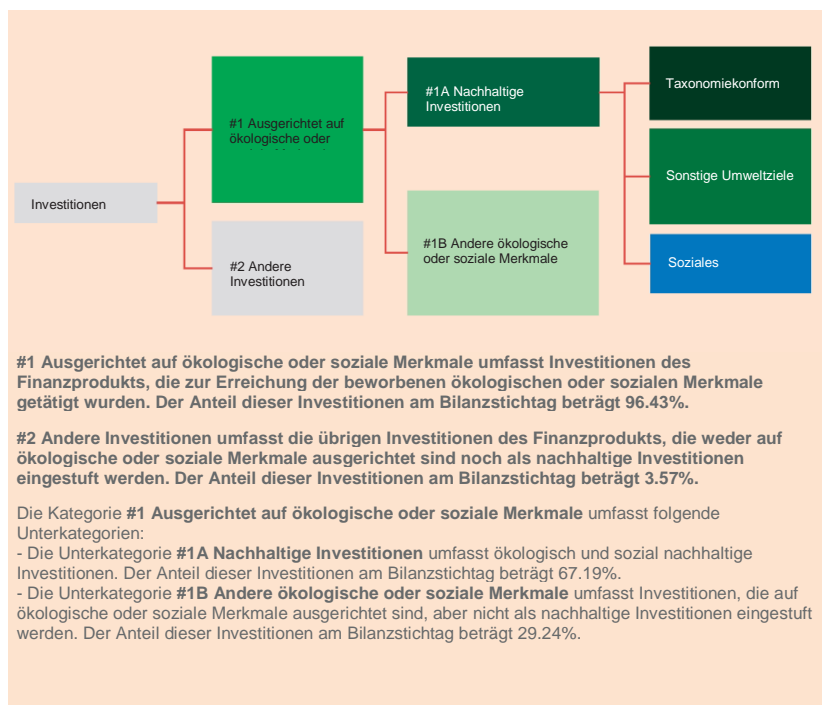 Taxonomiekonform
#1A Nachhaltige
Investitionen
#1 Ausgerichtet auf
ökologische oder
Sonstige Umweltziele
Investitionen
#1B Andere ökologische
oder soziale Merkmale
#2 Andere
Investitionen
Soziales
#1 Ausgerichtet auf ökologische oder soziale Merkmale umfasst Investitionen des
Finanzprodukts, die zur Erreichung der beworbenen ökologischen oder sozialen Merkmale
getätigt wurden. Der Anteil dieser Investitionen am Bilanzstichtag beträgt 96.43%.
#2 Andere Investitionen umfasst die übrigen Investitionen des Finanzprodukts, die weder auf
ökologische oder soziale Merkmale ausgerichtet sind noch als nachhaltige Investitionen
eingestuft werden. Der Anteil dieser Investitionen am Bilanzstichtag beträgt 3.57%.
Die Kategorie #1 Ausgerichtet auf ökologische oder soziale Merkmale umfasst folgende
Unterkategorien:
- Die Unterkategorie #1A Nachhaltige Investitionen umfasst ökologisch und sozial nachhaltige
Investitionen. Der Anteil dieser Investitionen am Bilanzstichtag beträgt 67.19%.
- Die Unterkategorie #1B Andere ökologische oder soziale Merkmale umfasst Investitionen, die auf
ökologische oder soziale Merkmale ausgerichtet sind, aber nicht als nachhaltige Investitionen eingestuft
werden. Der Anteil dieser Investitionen am Bilanzstichtag beträgt 29.24%.